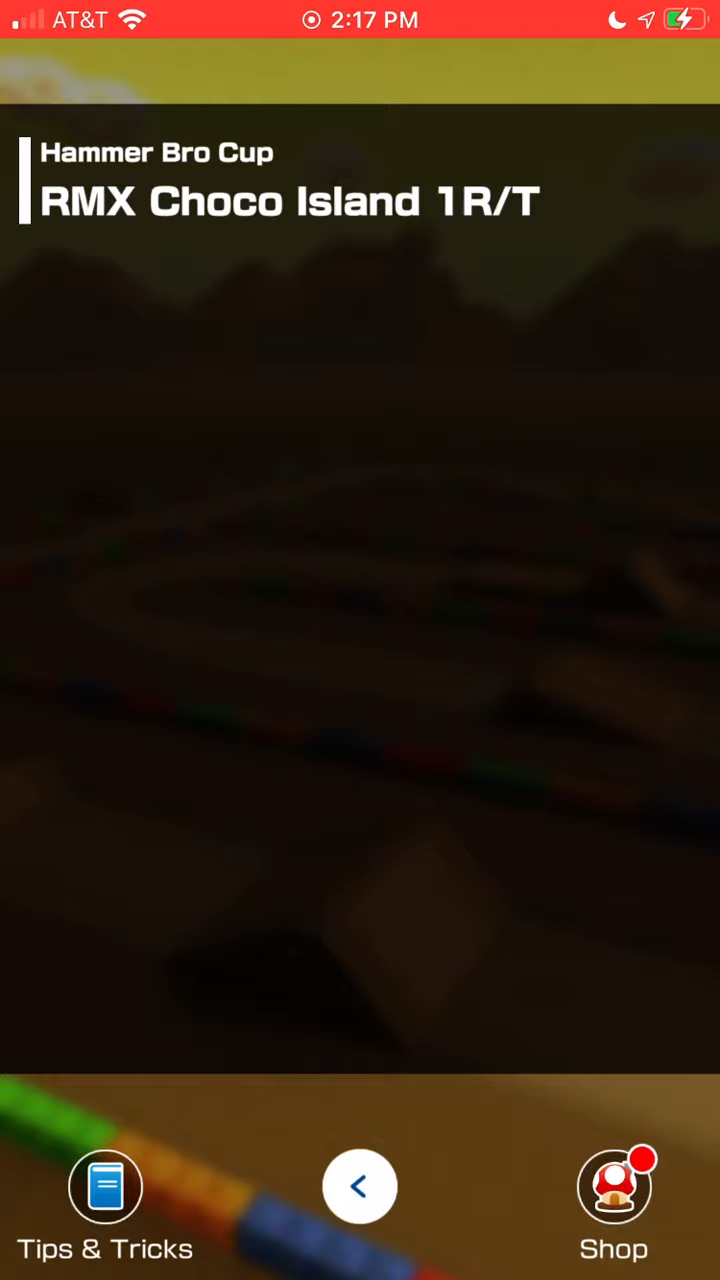 AT&T 2:17 PM
Hammer Bro Cup
RMX Choco Island 1R/T
Tips & Tricks
Shop